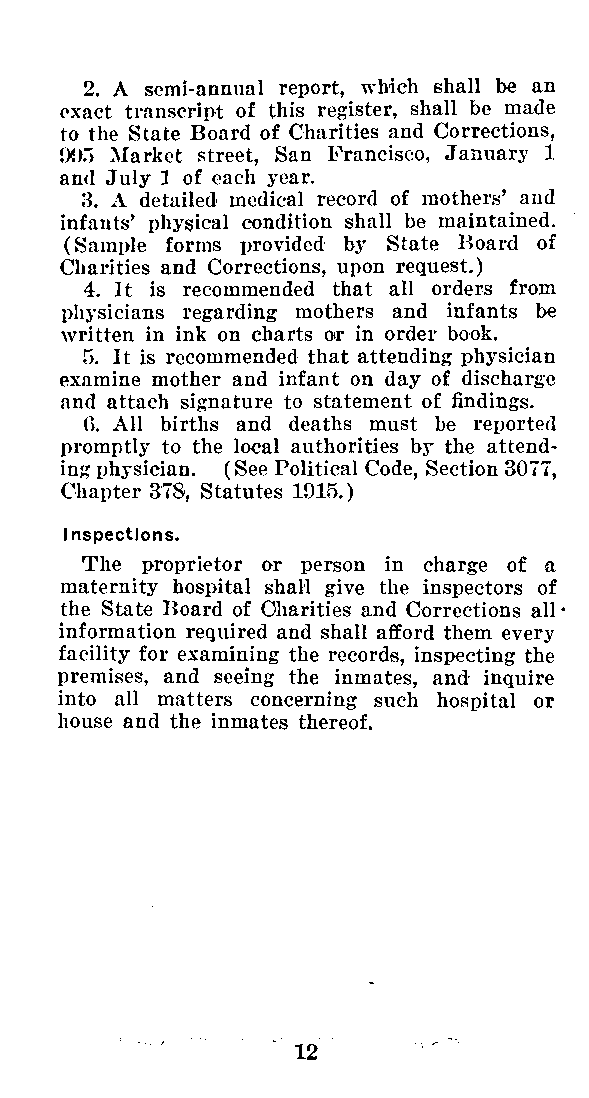 2. A semi-annual report, which shall be an
exact transcript of this register, shall be made
to the State Board of Charities and Corrections,
995 Market street, San Francisco, January 1
and July 1 of each year.
3. A detailed medical record of mothers' and
infants' physical condition shall be maintained.
(Sample forms provided by State Board of
Charities and Corrections, upon request.)
4. It is recommended that all orders from
physicians regarding mothers and infants be
written in ink on charts or in order book.
5. It is recommended that attending physician
examine mother and infant on day of discharge
and attach signature to statement of findings.
6. All births and deaths must be reported
promptly to the local authorities by the attend-
ing physician. (See Political Code, Section 3077,
Chapter 378, Statutes 1915.)
Inspections.
The proprietor or person in charge of a
maternity hospital shall give the inspectors of
the State Board of Charities and Corrections all
information required and shall afford them every
facility for examining the records, inspecting the
premises, and seeing the inmates, and inquire
into all matters concerning such hospital or
house and the inmates thereof.
12